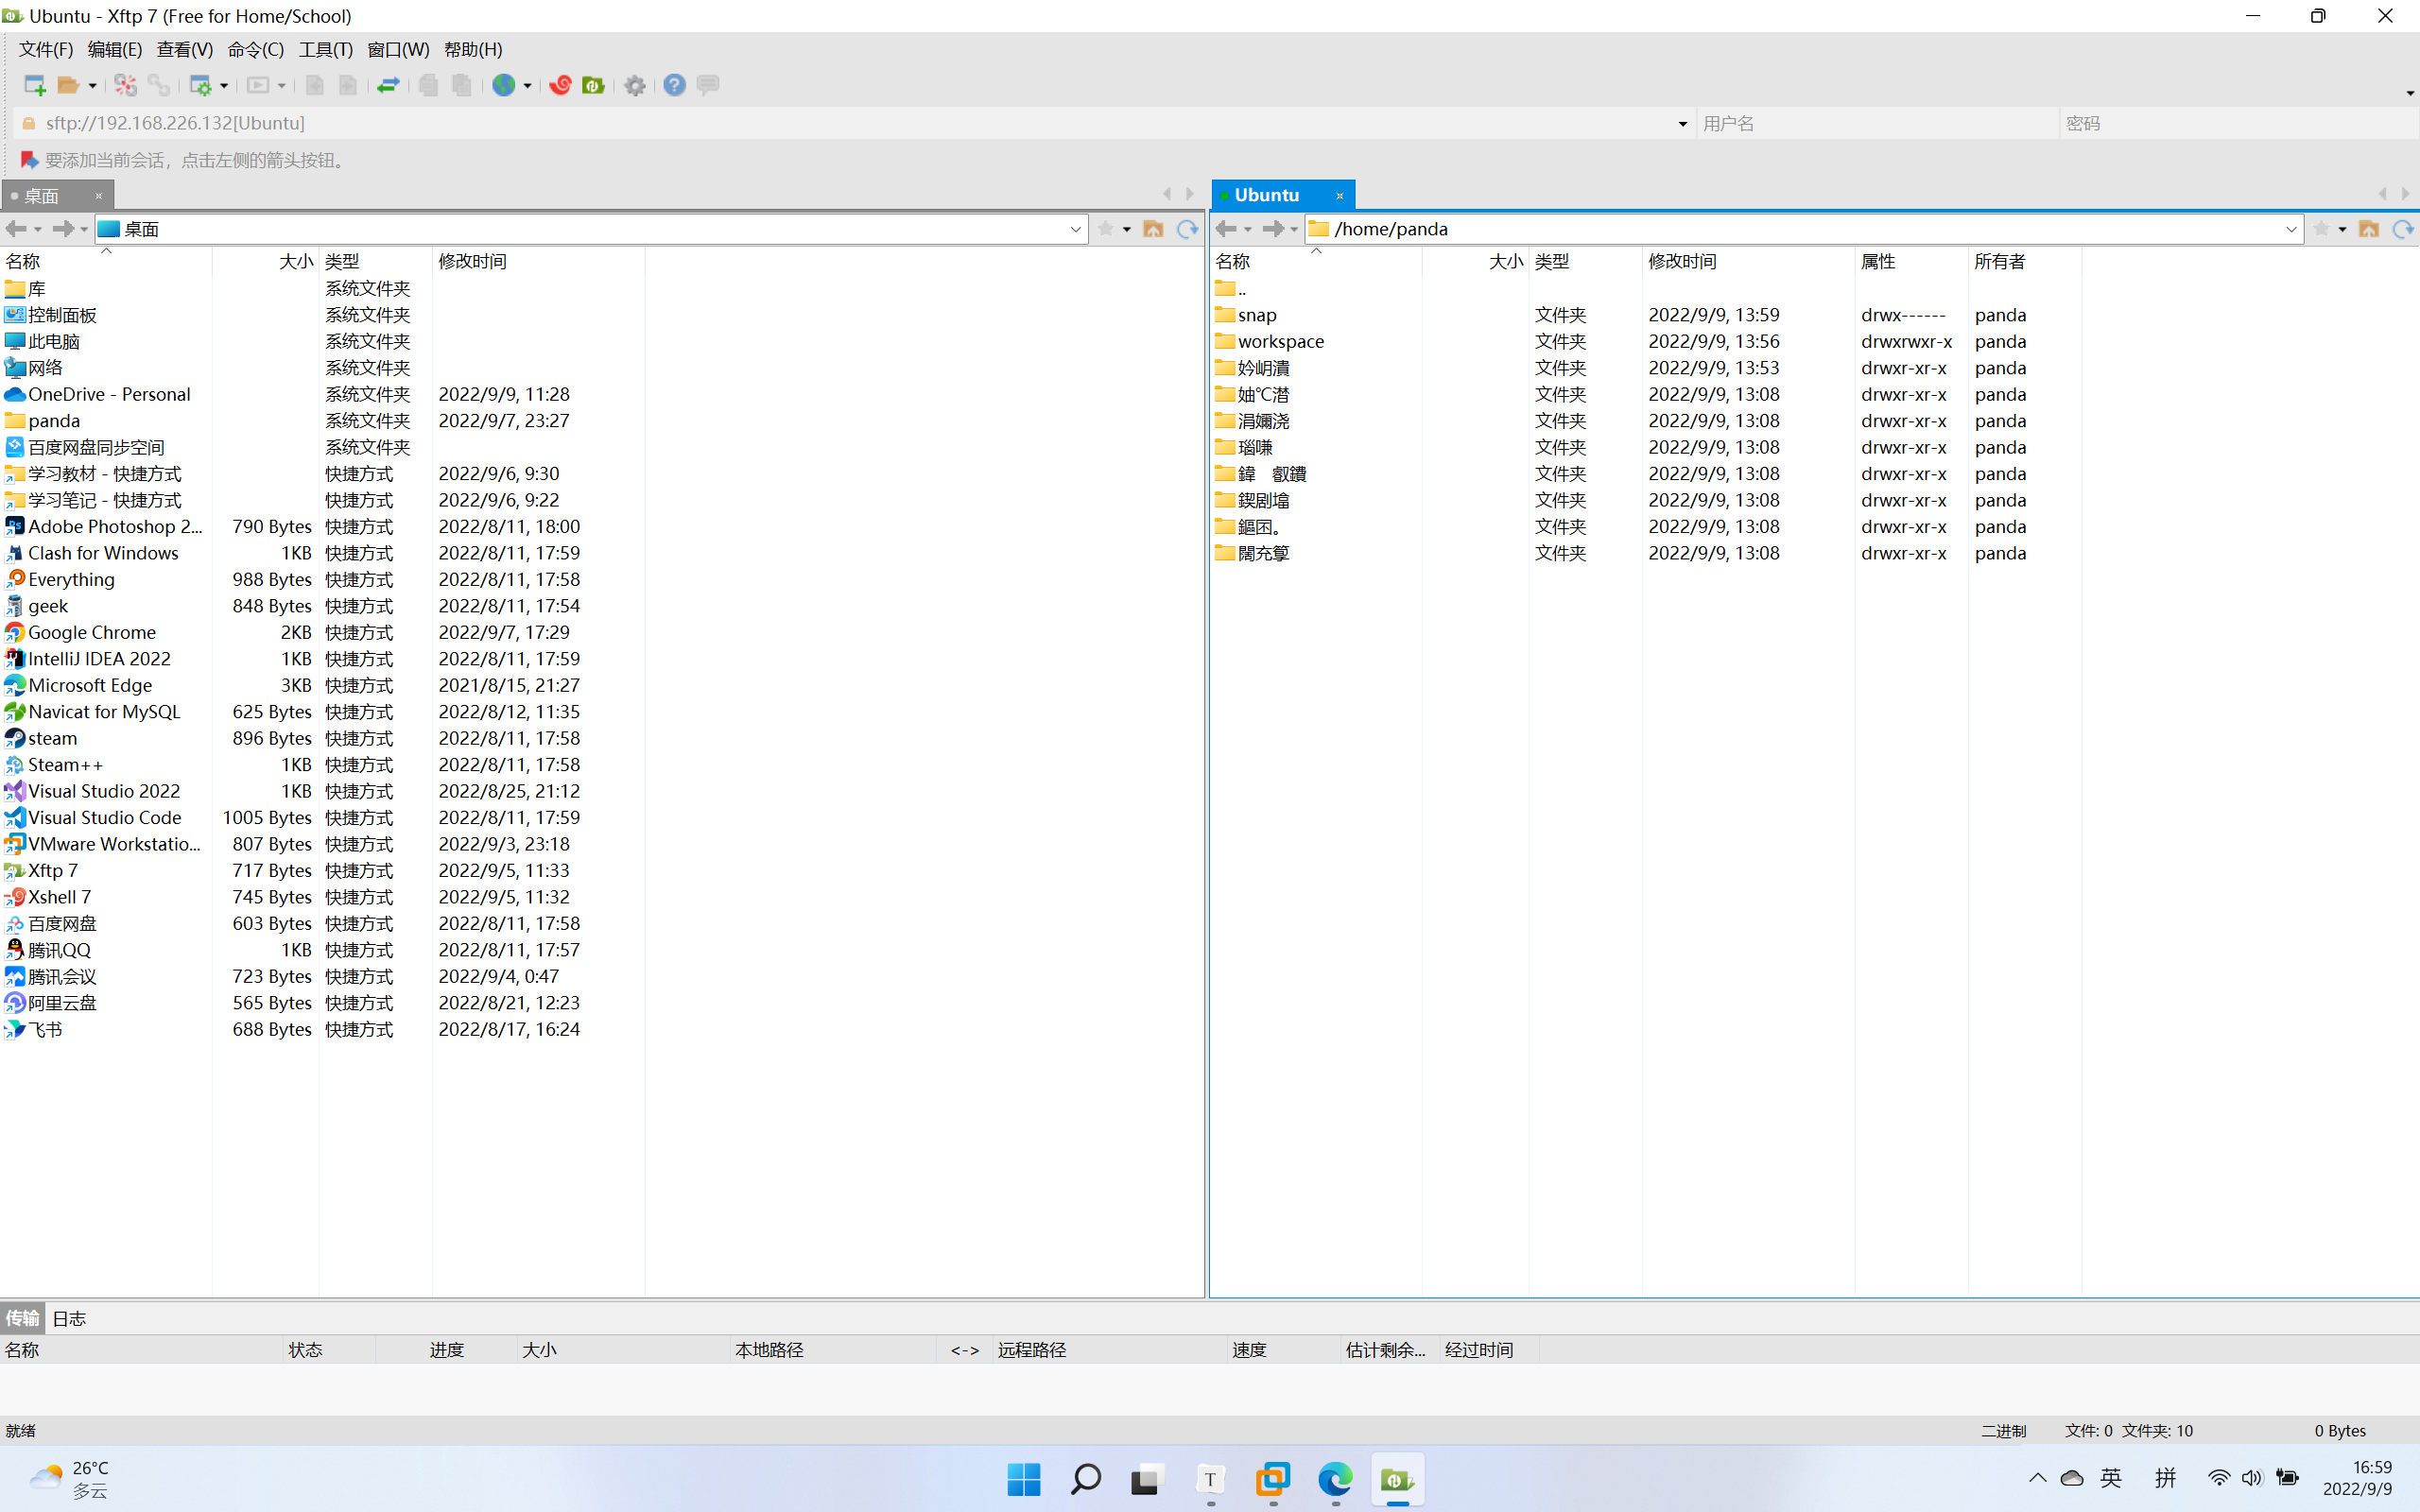 Ubuntu - Xftp 7 (Free for Home/School)
文件(F) 编辑(E) 查看(V) 命令(C) 工具(T) 窗口(W) 帮助(H)
sftp://192.168.226.132[Ubuntu] 用户名 密码
要添加当前会话，点击左侧的箭头按钮。
桌面
桌面
名称 大小 类型 修改时间
库 系统文件夹
控制面板 系统文件夹
此电脑 系统文件夹
网络 系统文件夹
OneDrive - Personal 系统文件夹 2022/9/9, 11:28
panda 系统文件夹 2022/9/7, 23:27
百度网盘同步空间 系统文件夹
学习教材 - 快捷方式 快捷方式 2022/9/6, 9:30
学习笔记 - 快捷方式 快捷方式 2022/9/6, 9:22
Adobe Photoshop 2... 790 Bytes 快捷方式 2022/8/11, 18:00
Clash for Windows 1KB 快捷方式 2022/8/11, 17:59
Everything 988 Bytes 快捷方式 2022/8/11, 17:58
geek 848 Bytes 快捷方式 2022/8/11, 17:54
Google Chrome 2KB 快捷方式 2022/9/7, 17:29
IntelliJ IDEA 2022 1KB 快捷方式 2022/8/11, 17:59
Microsoft Edge 3KB 快捷方式 2021/8/15, 21:27
Navicat for MySQL 625 Bytes 快捷方式 2022/8/12, 11:35
steam 896 Bytes 快捷方式 2022/8/11, 17:58
Steam++ 1KB 快捷方式 2022/8/11, 17:58
Visual Studio 2022 1KB 快捷方式 2022/8/25, 21:12
Visual Studio Code 1005 Bytes 快捷方式 2022/8/11, 17:59
VMware Workstatio... 807 Bytes 快捷方式 2022/9/3, 23:18
Xftp 7 717 Bytes 快捷方式 2022/9/5, 11:33
Xshell 7 745 Bytes 快捷方式 2022/9/5, 11:32
百度网盘 603 Bytes 快捷方式 2022/8/11, 17:58
腾讯QQ 1KB 快捷方式 2022/8/11, 17:57
腾讯会议 723 Bytes 快捷方式 2022/9/4, 0:47
阿里云盘 565 Bytes 快捷方式 2022/8/21, 12:23
飞书 688 Bytes 快捷方式 2022/8/17, 16:24
Ubuntu
/home/panda
名称 大小 类型 修改时间 属性 所有者
..
snap 文件夹 2022/9/9, 13:59 drwx------ panda
workspace 文件夹 2022/9/9, 13:56 drwxrwxr-x panda
妗岄潰 文件夹 2022/9/9, 13:53 drwxr-xr-x panda
妯℃澘 文件夹 2022/9/9, 13:08 drwxr-xr-x panda
涓嬭浇 文件夹 2022/9/9, 13:08 drwxr-xr-x panda
瑙嗛 文件夹 2022/9/9, 13:08 drwxr-xr-x panda
鍏叡鐨 文件夹 2022/9/9, 13:08 drwxr-xr-x panda
鍥剧墖 文件夹 2022/9/9, 13:08 drwxr-xr-x panda
文件夹 2022/9/9, 13:08 drwxr-xr-x panda
文件夹 2022/9/9, 13:08 drwxr-xr-x panda
传输 日志
名称 状态 进度 大小 本地路径 <-> 远程路径 速度 估计剩余... 经过时间
就绪 二进制 文件: 0 文件夹: 10 0 Bytes
26°C
多云
英 拼
16:59
2022/9/9